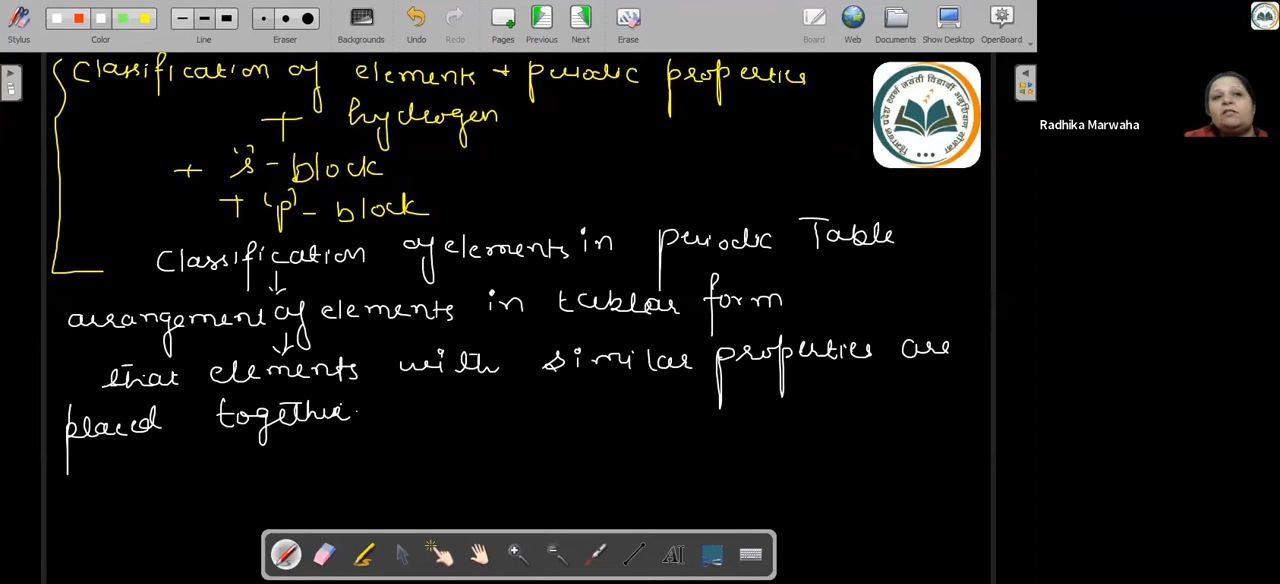 Stylus Color Line Eraser Backgrounds Undo Redo Pages Previous Next Erase Board Web Documents Show Desktop OpenBoard
Classification of elements + periodic properties
+ hydrogen
+ 's' - block
+ 'p' - block
Classification of elements in periodic Table
arrangement of elements in tabular form
that elements with similar properties are
placed together
Radhika Marwaha
AI